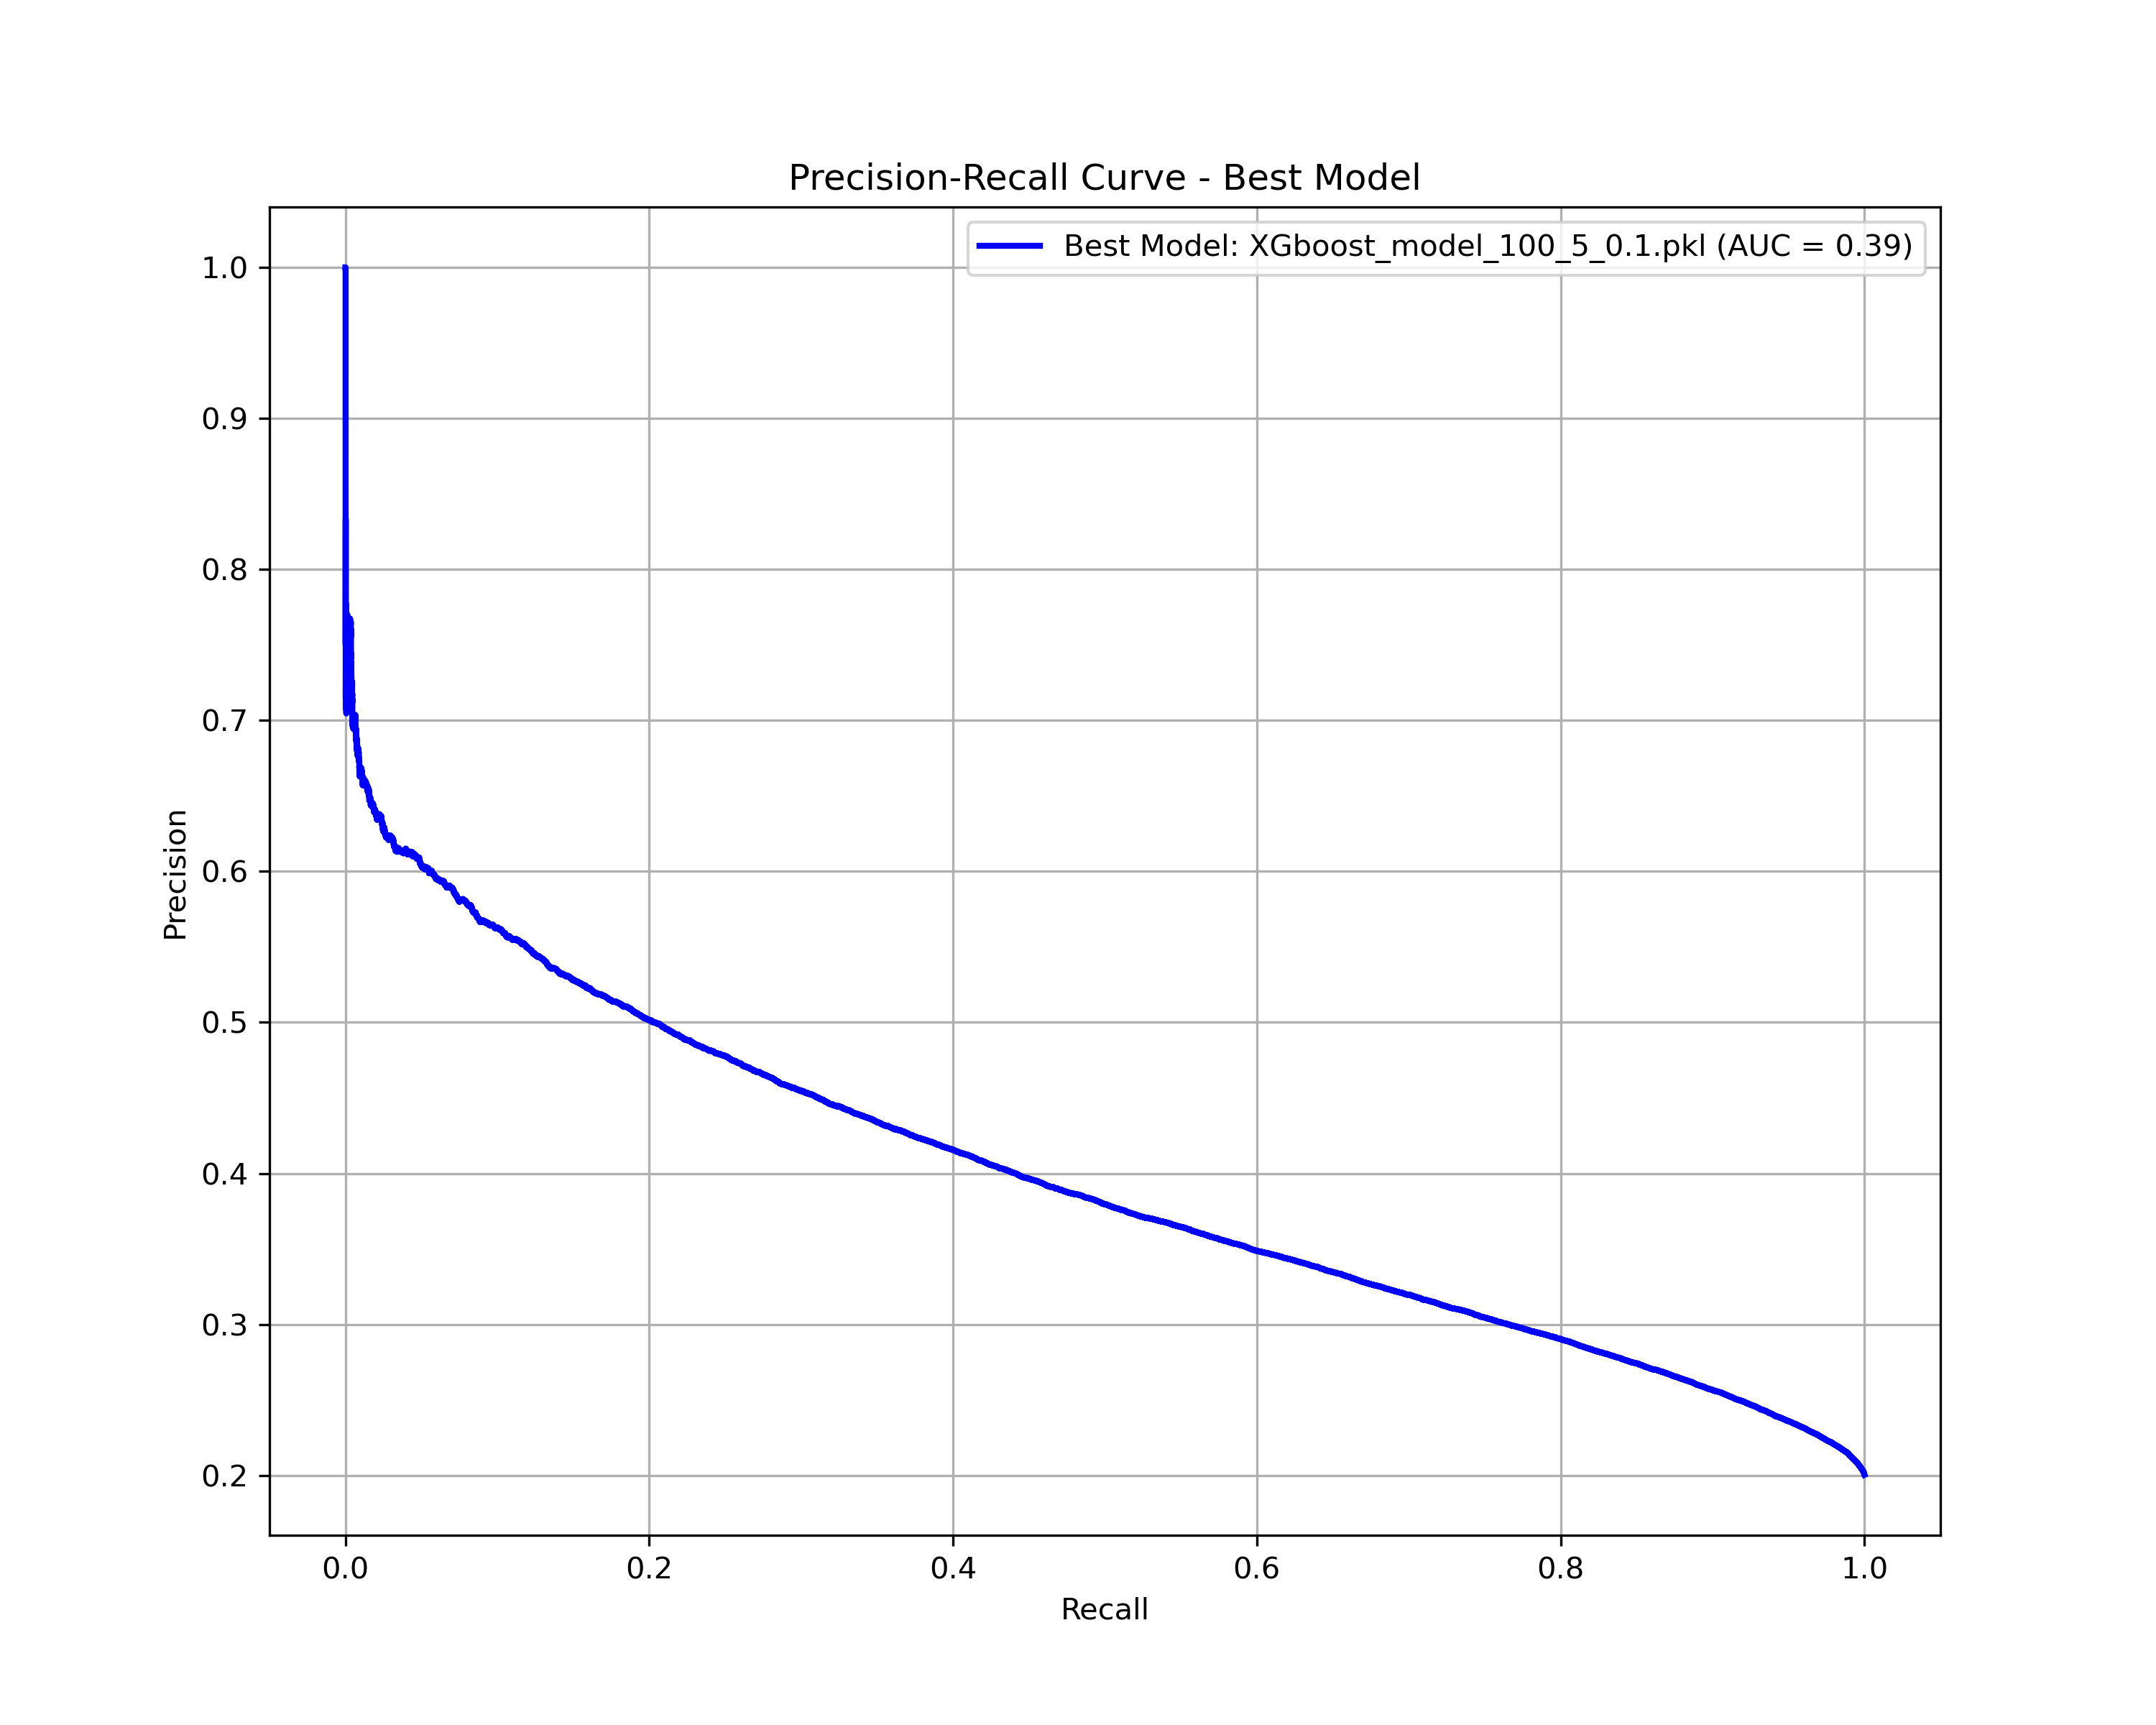 Precision-Recall Curve - Best Model
Best Model: XGboost_model_100_5_0.1.pkl (AUC = 0.39)
1.0
0.9
0.8
0.7
0.6
0.5
0.4
0.3
0.2
Precision
0.0 0.2 0.4 0.6 0.8 1.0
Recall